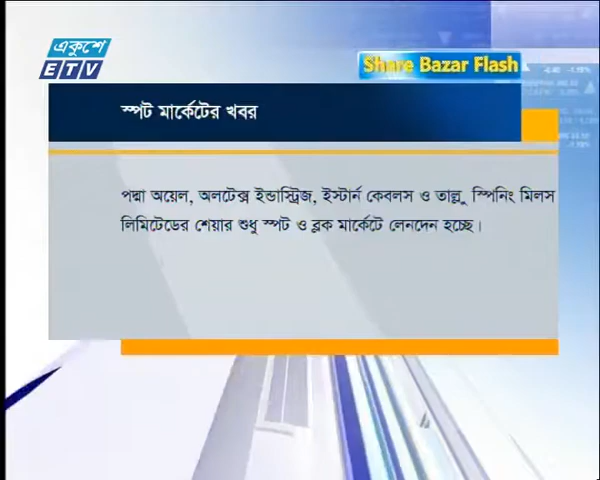 একুশে
ETV
Share Bazar Flash
স্পট মার্কেটের খবর
পদ্মা অয়েল, অলটেক্স ইন্ডাস্ট্রিজ, ইস্টার্ন কেবলস ও তাল্লু স্পিনিং মিলস
লিমিটেডের শেয়ার শুধু স্পট ও ব্লক মার্কেটে লেনদেন হচ্ছে।